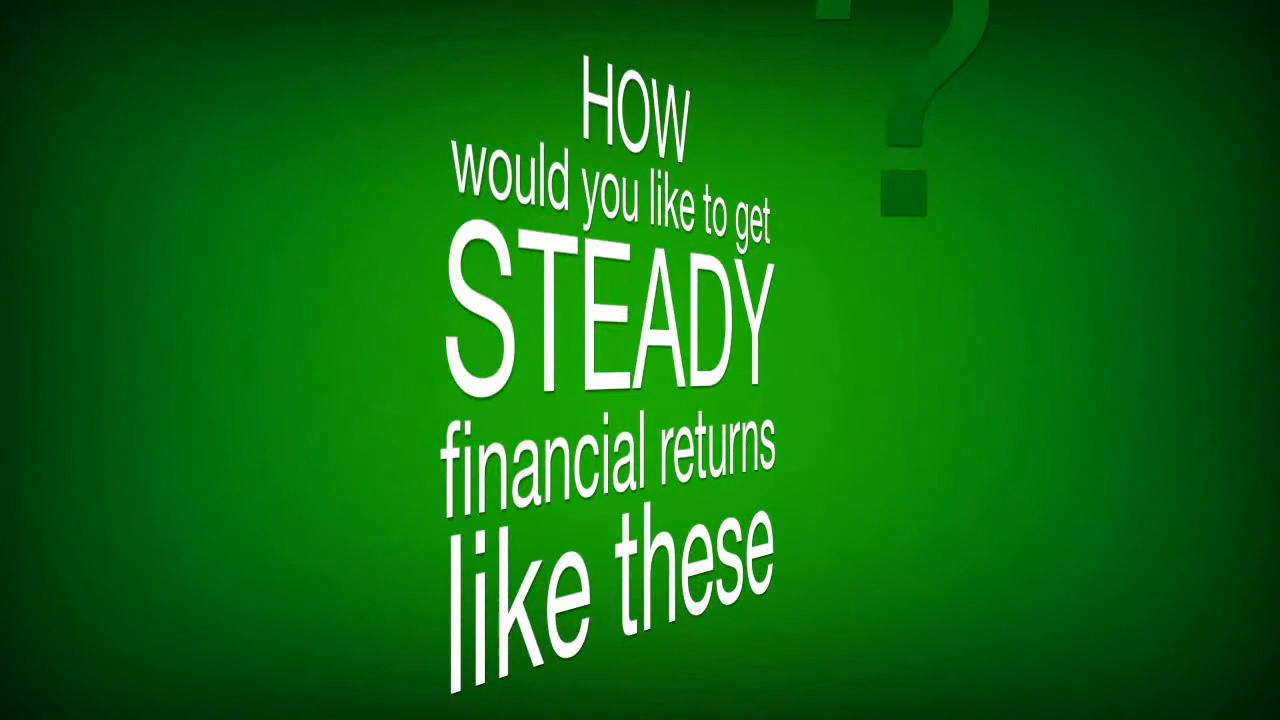 HOW
would you like to get
STEADY
financial returns
like these
?